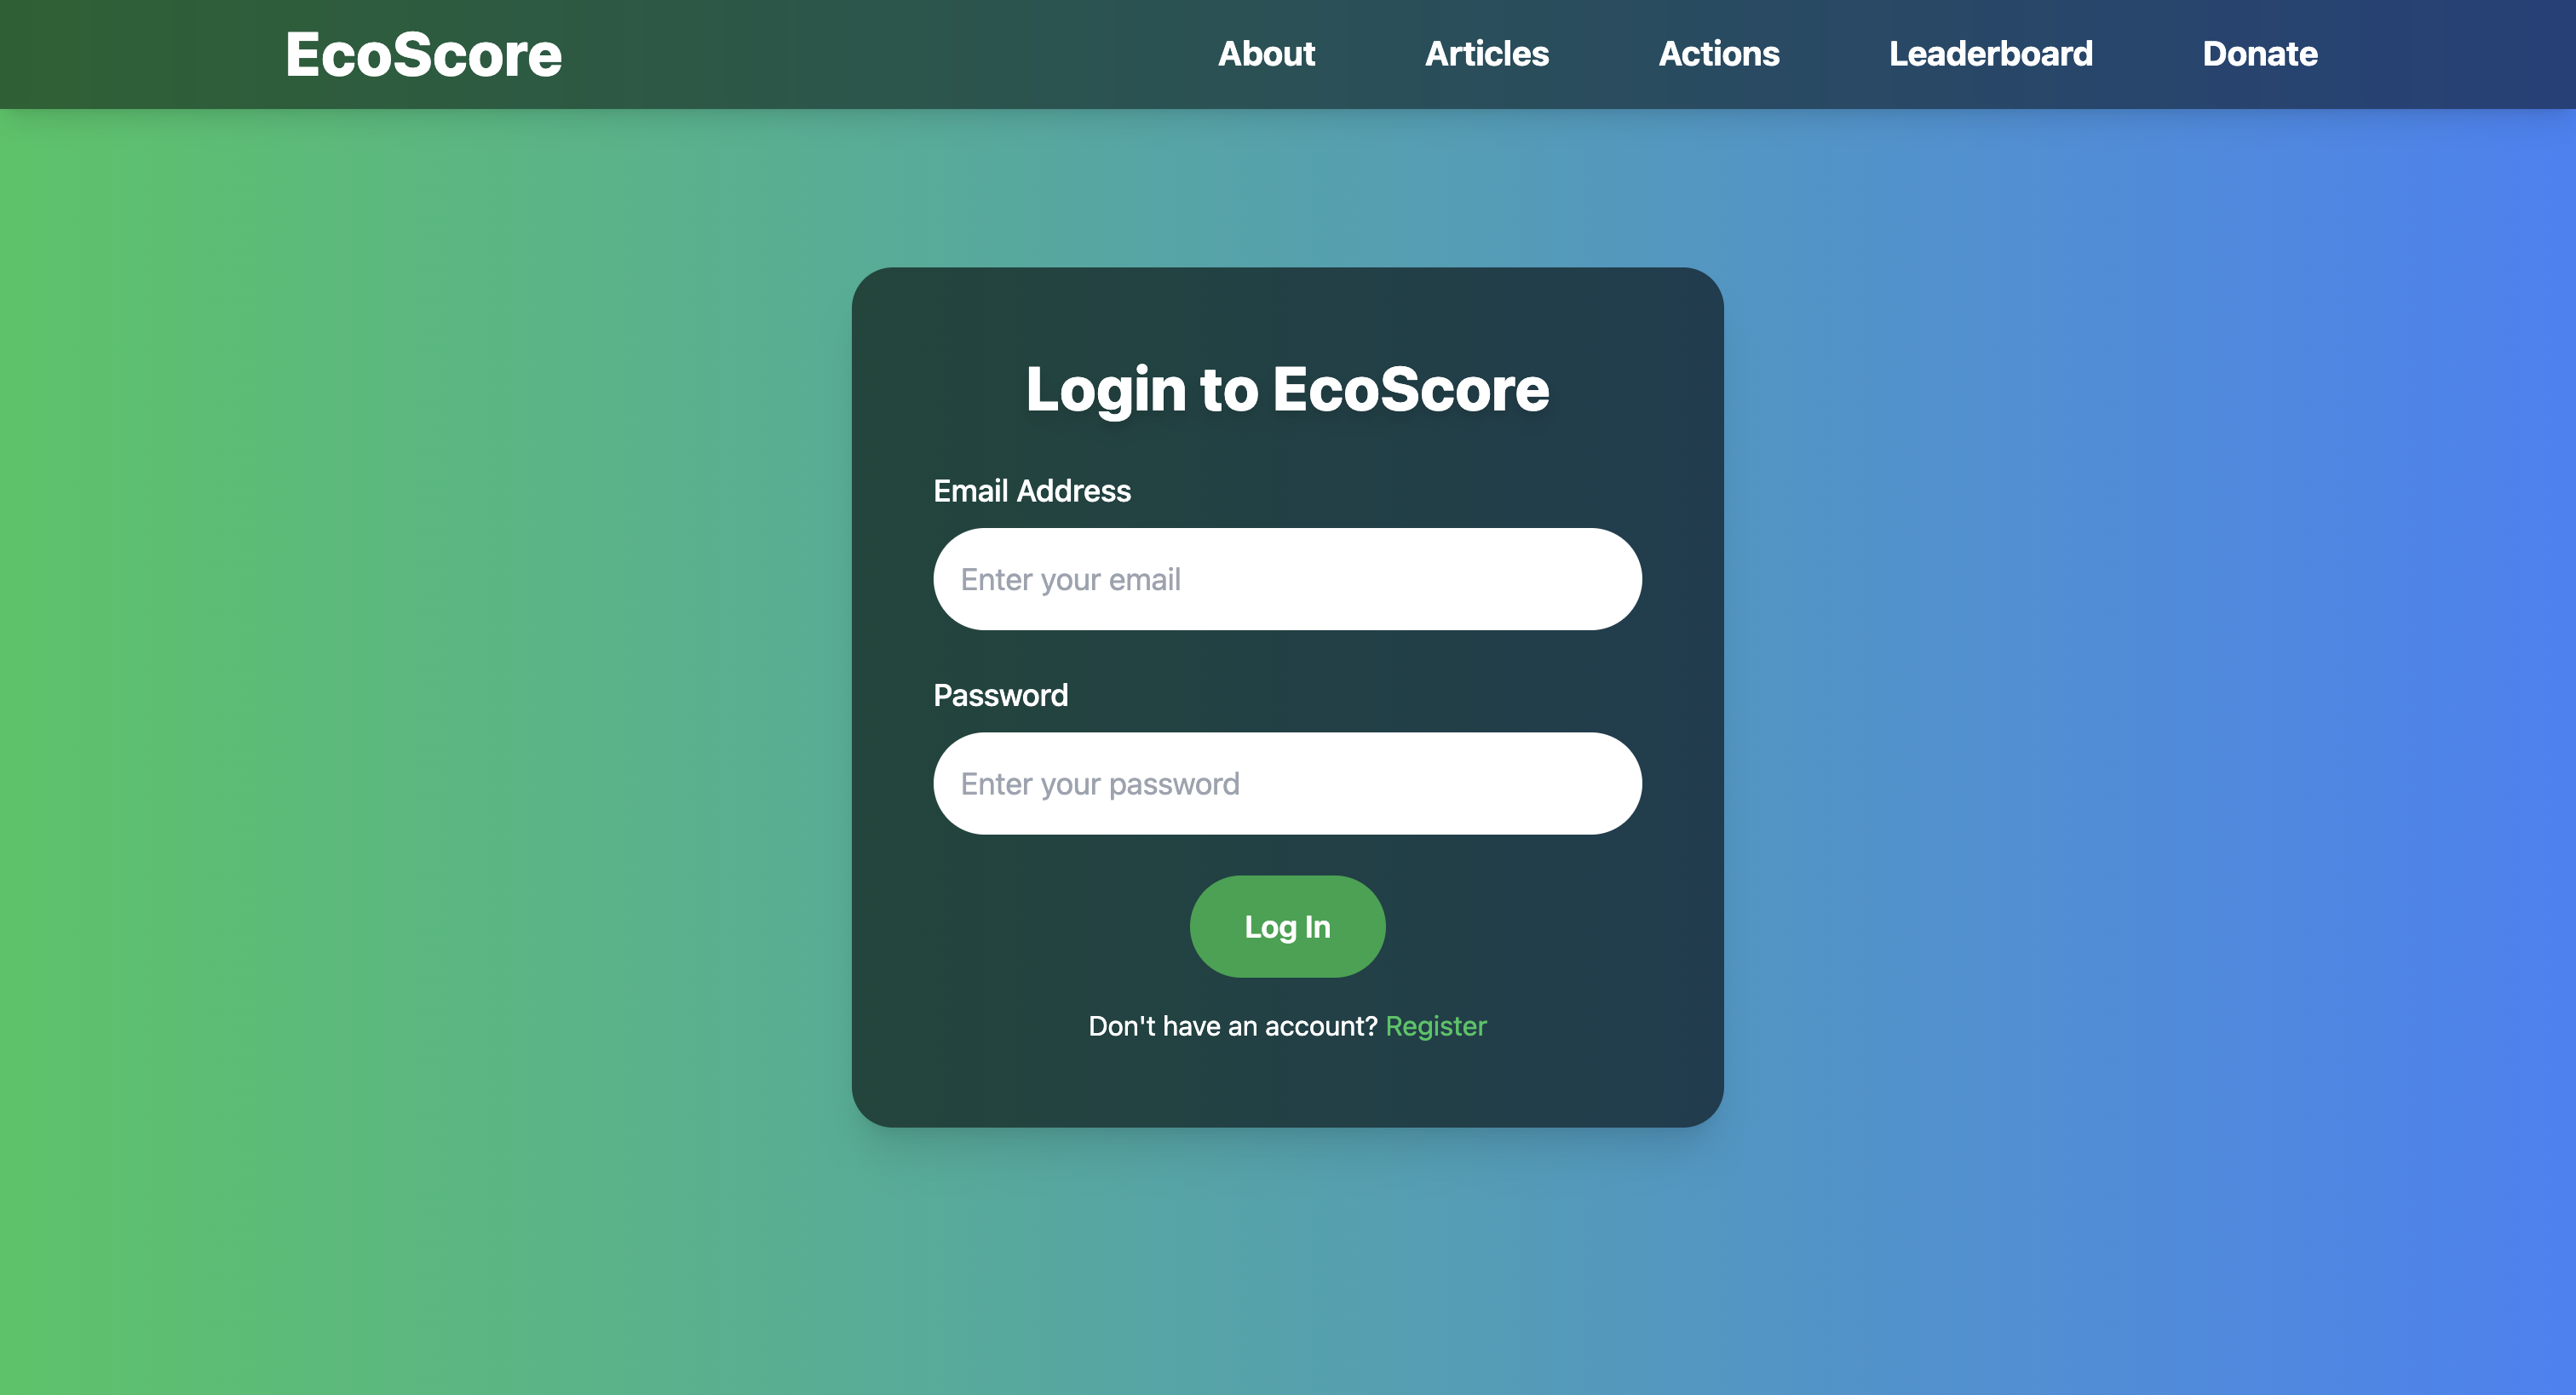 EcoScore About Articles Actions Leaderboard Donate
Login to EcoScore
Email Address
Enter your email
Password
Enter your password
Log In
Don't have an account? Register